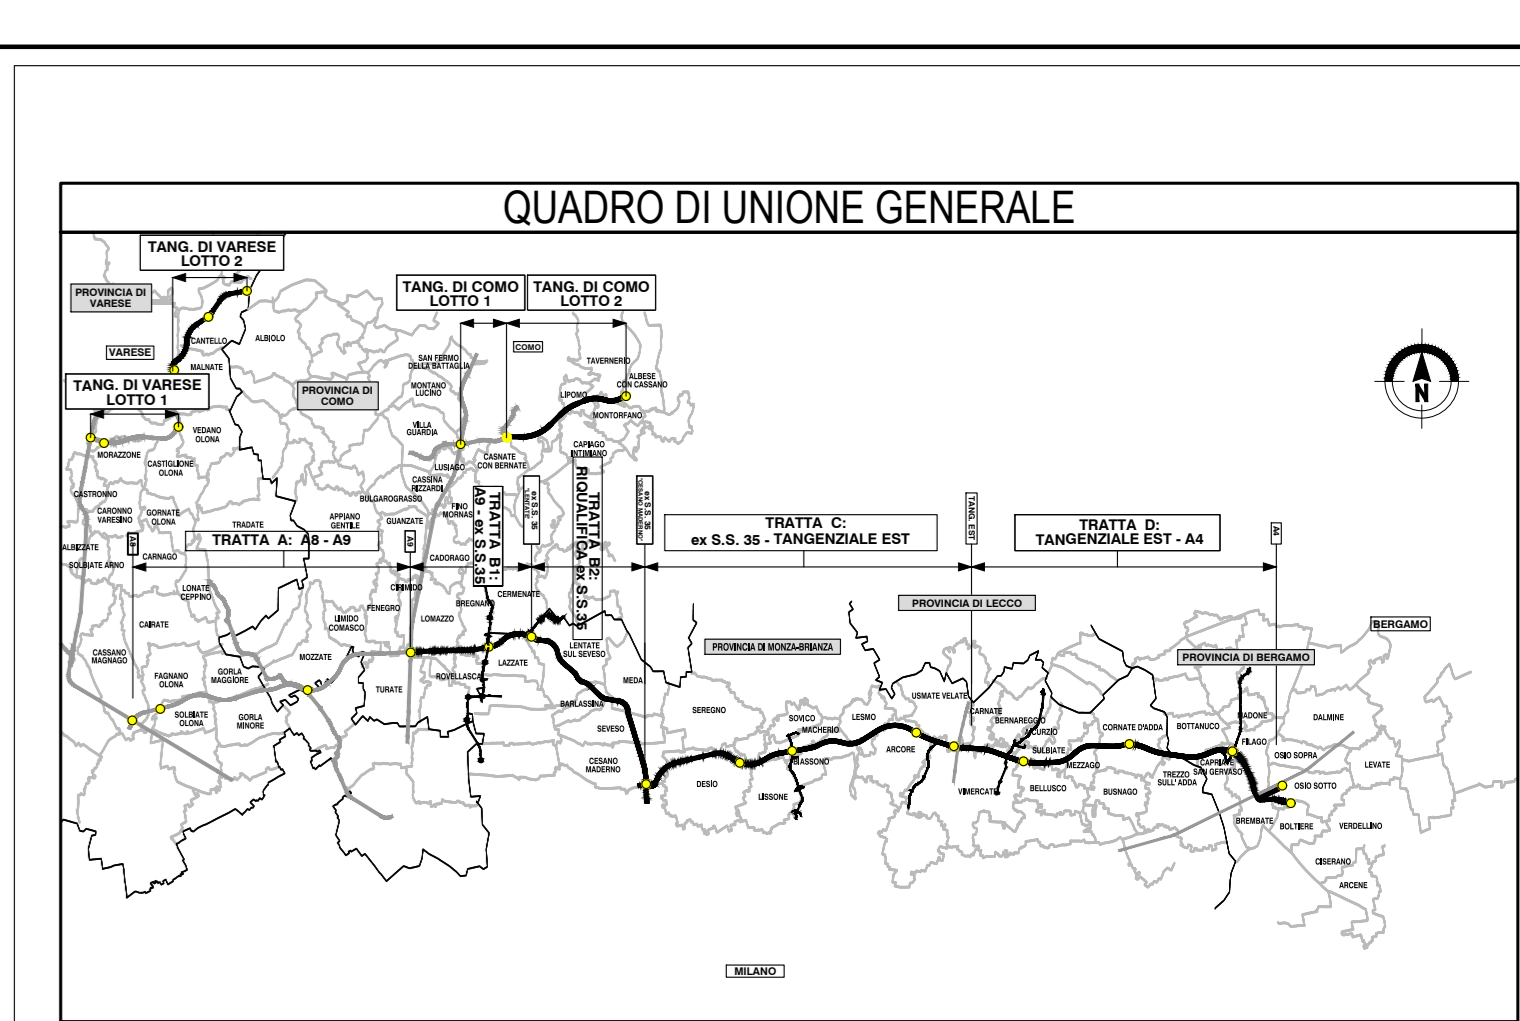 QUADRO DI UNIONE GENERALE
TANG. DI VARESE
LOTTO 2
PROVINCIA DI
VARESE
VARESE
CANTELLO
ALBIOLO
MALNATE
TANG. DI VARESE
LOTTO 1
PROVINCIA DI
COMO
TANG. DI COMO
LOTTO 1
TANG. DI COMO
LOTTO 2
COMO
SAN FERMO
DELLA BATTAGLIA
MONTANO
LUCINO
TAVERNERIO
ALBESE
CON CASSANO
LIPOMO
MONTORFANO
N
VILLA
GUARDIA
VEDANO
OLONA
MORAZZONE
CASTIGLIONE
OLONA
LUSIAGO
CASNATE
CON BERNATE
CAPIAGO
INTIMIANO
CASSINA
RIZZARDI
BULGAROGRASSO
CASTRONNO
CARONNO
VARESINO
GORNATE
OLONA
TRADATE
APPIANO
GENTILE
GUANZATE
FINO
MORNAS
TRATTA B1:
A9 - ex S.S.35
ex S.S. 35
"LENTATE"
TRATTA B2:
RIQUALIFICA ex S.S.35
ex S.S. 35
"CESANO MADERNO"
TRATTA C:
ex S.S. 35 - TANGENZIALE EST
TANG. EST
TRATTA D:
TANGENZIALE EST - A4
A4
ALBIZZATE
A8
TRATTA A: A8 - A9
A9
CARNAGO
SOLBIATE ARNO
CADORAGO
LONATE
CEPPINO
CIRIMIDO
FENEGRO
BREGNANO
CERMENATE
LOMAZZO
LIMIDO
COMASCO
CAIRATE
PROVINCIA DI LECCO
PROVINCIA DI MONZA-BRIANZA
BERGAMO
PROVINCIA DI BERGAMO
CASSANO
MAGNAGO
MOZZATE
LENTATE
SUL SEVESO
LAZZATE
FAGNANO
OLONA
GORLA
MAGGIORE
ROVELLASCA
MEDA
TURATE
BARLASSINA
SOLBIATE
OLONA
GORLA
MINORE
SEVESO
SEREGNO
SOVICO
MACHERIO
LESMO
USMATE VELATE
CARNATE
BERNAREGGIO
AICURZIO
CORNATE D'ADDA
BOTTANUCO
MADONE
DALMINE
FILAGO
ARCORE
SULBIATE
MEZZAGO
OSIO SOPRA
CESANO
MADERNO
BIASSONO
CAPRIATE
SAN GERVASO
LEVATE
TREZZO
SULL' ADDA
DESIO
LISSONE
VIMERCATE
BELLUSCO
BUSNAGO
OSIO SOTTO
BREMBATE
BOLTIERE
VERDELLINO
CISERANO
ARCENE
MILANO